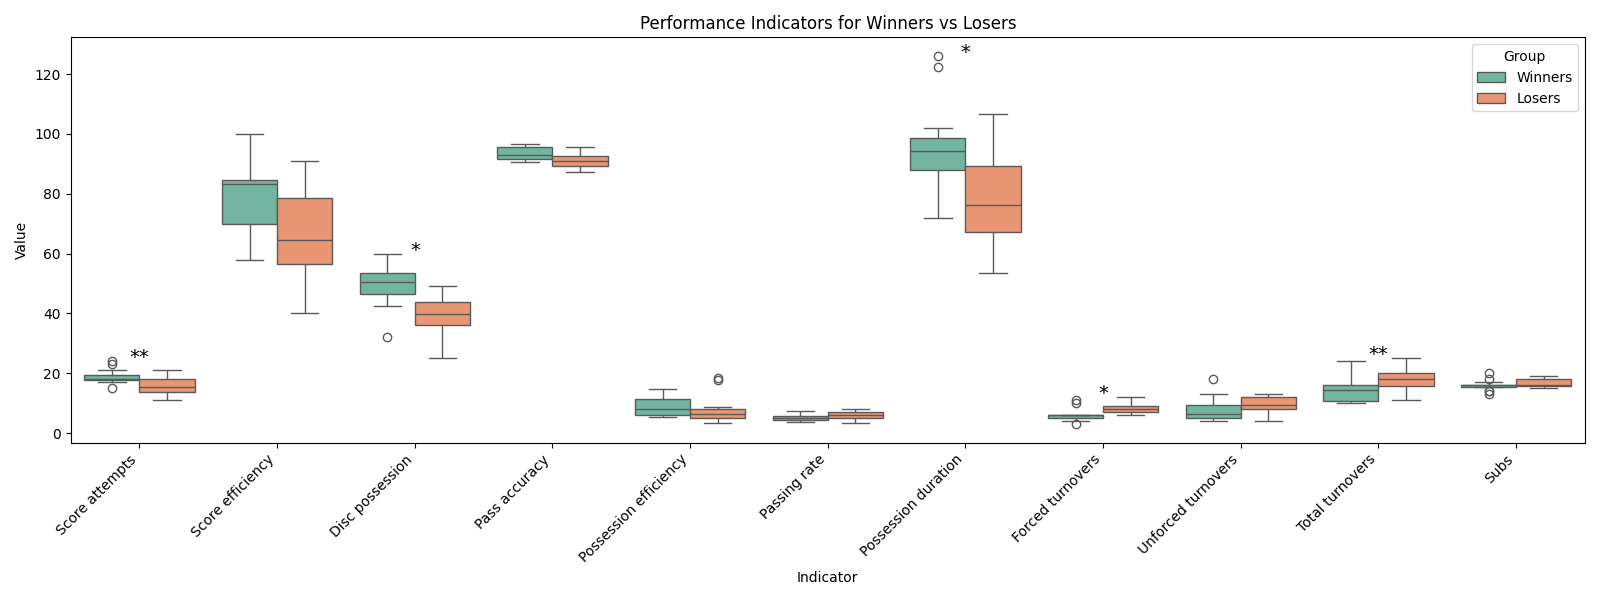 Performance Indicators for Winners vs Losers
Group
Winners
Losers
Value
120
100
80
60
40
20
0
*
*
**
*
**
Score attempts
Score efficiency
Disc possession
Pass accuracy
Possession efficiency
Passing rate
Possession duration
Forced turnovers
Unforced turnovers
Total turnovers
Subs
Indicator